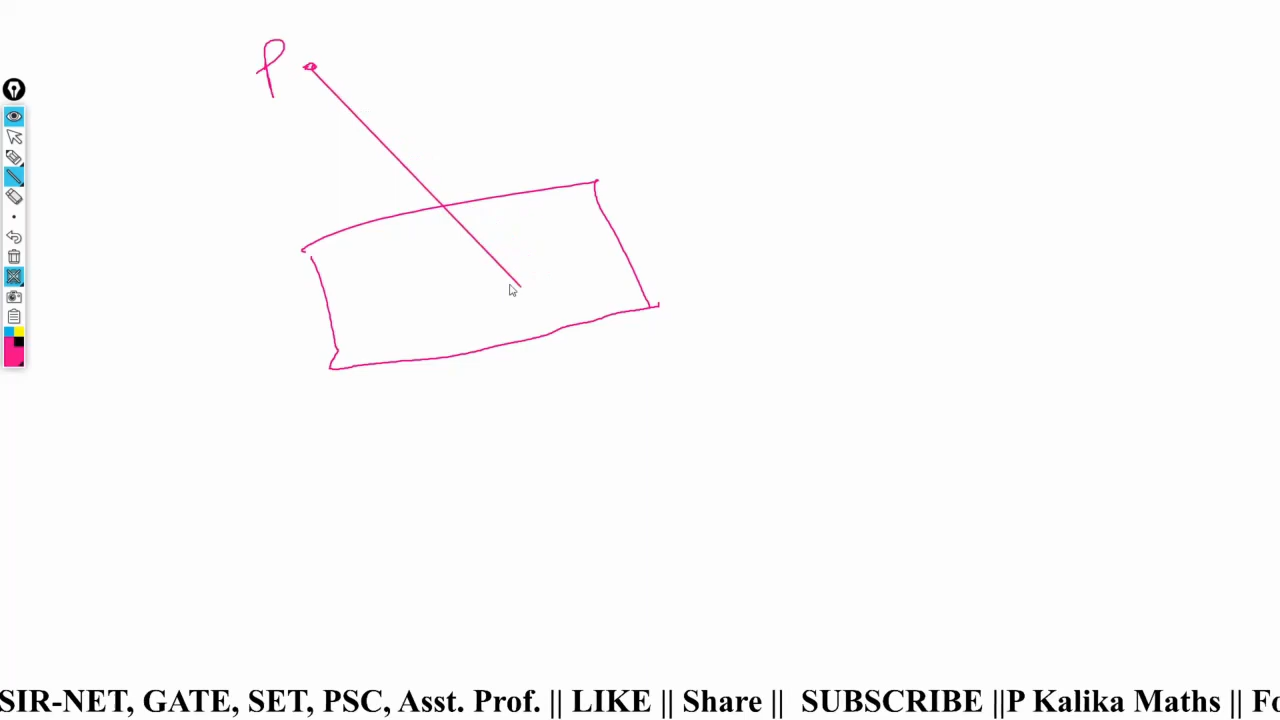 P
SIR-NET, GATE, SET, PSC, Asst. Prof. || LIKE || Share || SUBSCRIBE ||P Kalika Maths || Fo